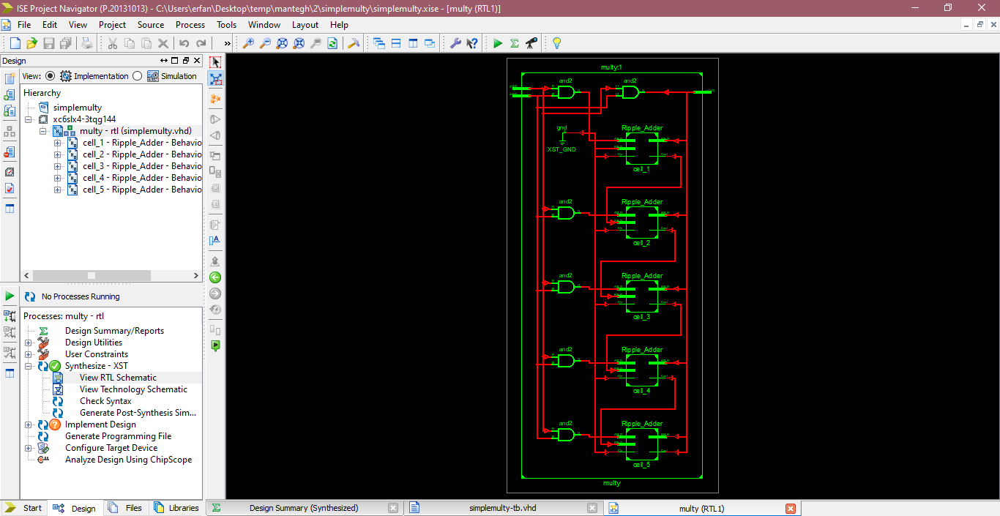 ISE Project Navigator (P.20131013) - C:\Users\erfan\Desktop\temp\mantegh\2\simplemulty\simplemulty.xise - [multy (RTL1)]
File Edit View Project Source Process Tools Window Layout Help
Design
View: Implementation Simulation
Hierarchy
simplemulty
xc6slx4-3tqg144
multy - rtl (simplemulty.vhd)
cell_1 - Ripple_Adder - Behavio
cell_2 - Ripple_Adder - Behavio
cell_3 - Ripple_Adder - Behavio
cell_4 - Ripple_Adder - Behavio
cell_5 - Ripple_Adder - Behavio
No Processes Running
Processes: multy - rtl
Design Summary/Reports
Design Utilities
User Constraints
Synthesize - XST
View RTL Schematic
View Technology Schematic
Check Syntax
Generate Post-Synthesis Sim...
Implement Design
Generate Programming File
Configure Target Device
Analyze Design Using ChipScope
Start Design Files Libraries
multy:1
and2 and2
gnd
XST_GND
Ripple_Adder
cell_1
and2
Ripple_Adder
cell_2
and2
Ripple_Adder
cell_3
and2
Ripple_Adder
cell_4
and2
Ripple_Adder
cell_5
multy
Design Summary (Synthesized) simplemulty-tb.vhd multy (RTL1)